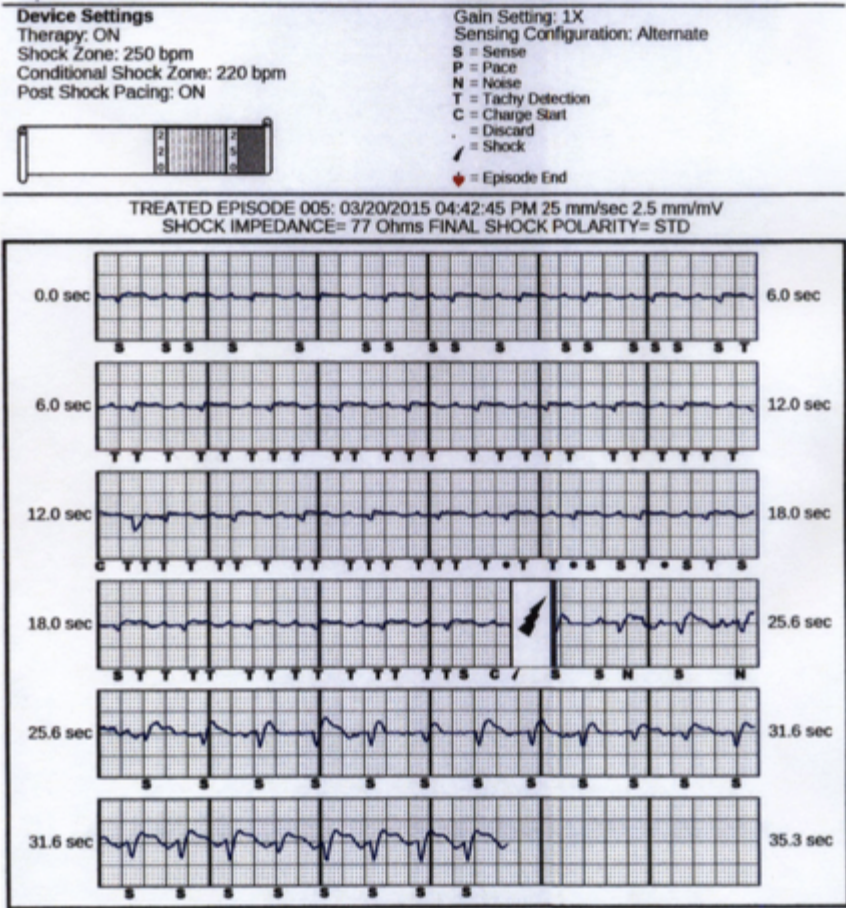 Device Settings
Therapy: ON
Shock Zone: 250 bpm
Conditional Shock Zone: 220 bpm
Post Shock Pacing: ON
220
250
Gain Setting: 1X
Sensing Configuration: Alternate
S = Sense
P = Pace
N = Noise
T = Tachy Detection
C = Charge Start
. = Discard
= Shock
= Episode End
TREATED EPISODE 005: 03/20/2015 04:42:45 PM 25 mm/sec 2.5 mm/mV
SHOCK IMPEDANCE= 77 Ohms FINAL SHOCK POLARITY= STD
0.0 sec 6.0 sec
S S S S S S S S S S S S S S S S T
6.0 sec 12.0 sec
T T T T T T T T T T T T T T T T T T T T T T T T
12.0 sec 18.0 sec
C T T T T T T T T T T T T T T T T T • T T • S S T • S T S
18.0 sec 25.6 sec
S T T T T T T T T T T T T T S C S S N S N
25.6 sec 31.6 sec
S S S S S S S S S S S S
31.6 sec 35.3 sec
S S S S S S S S